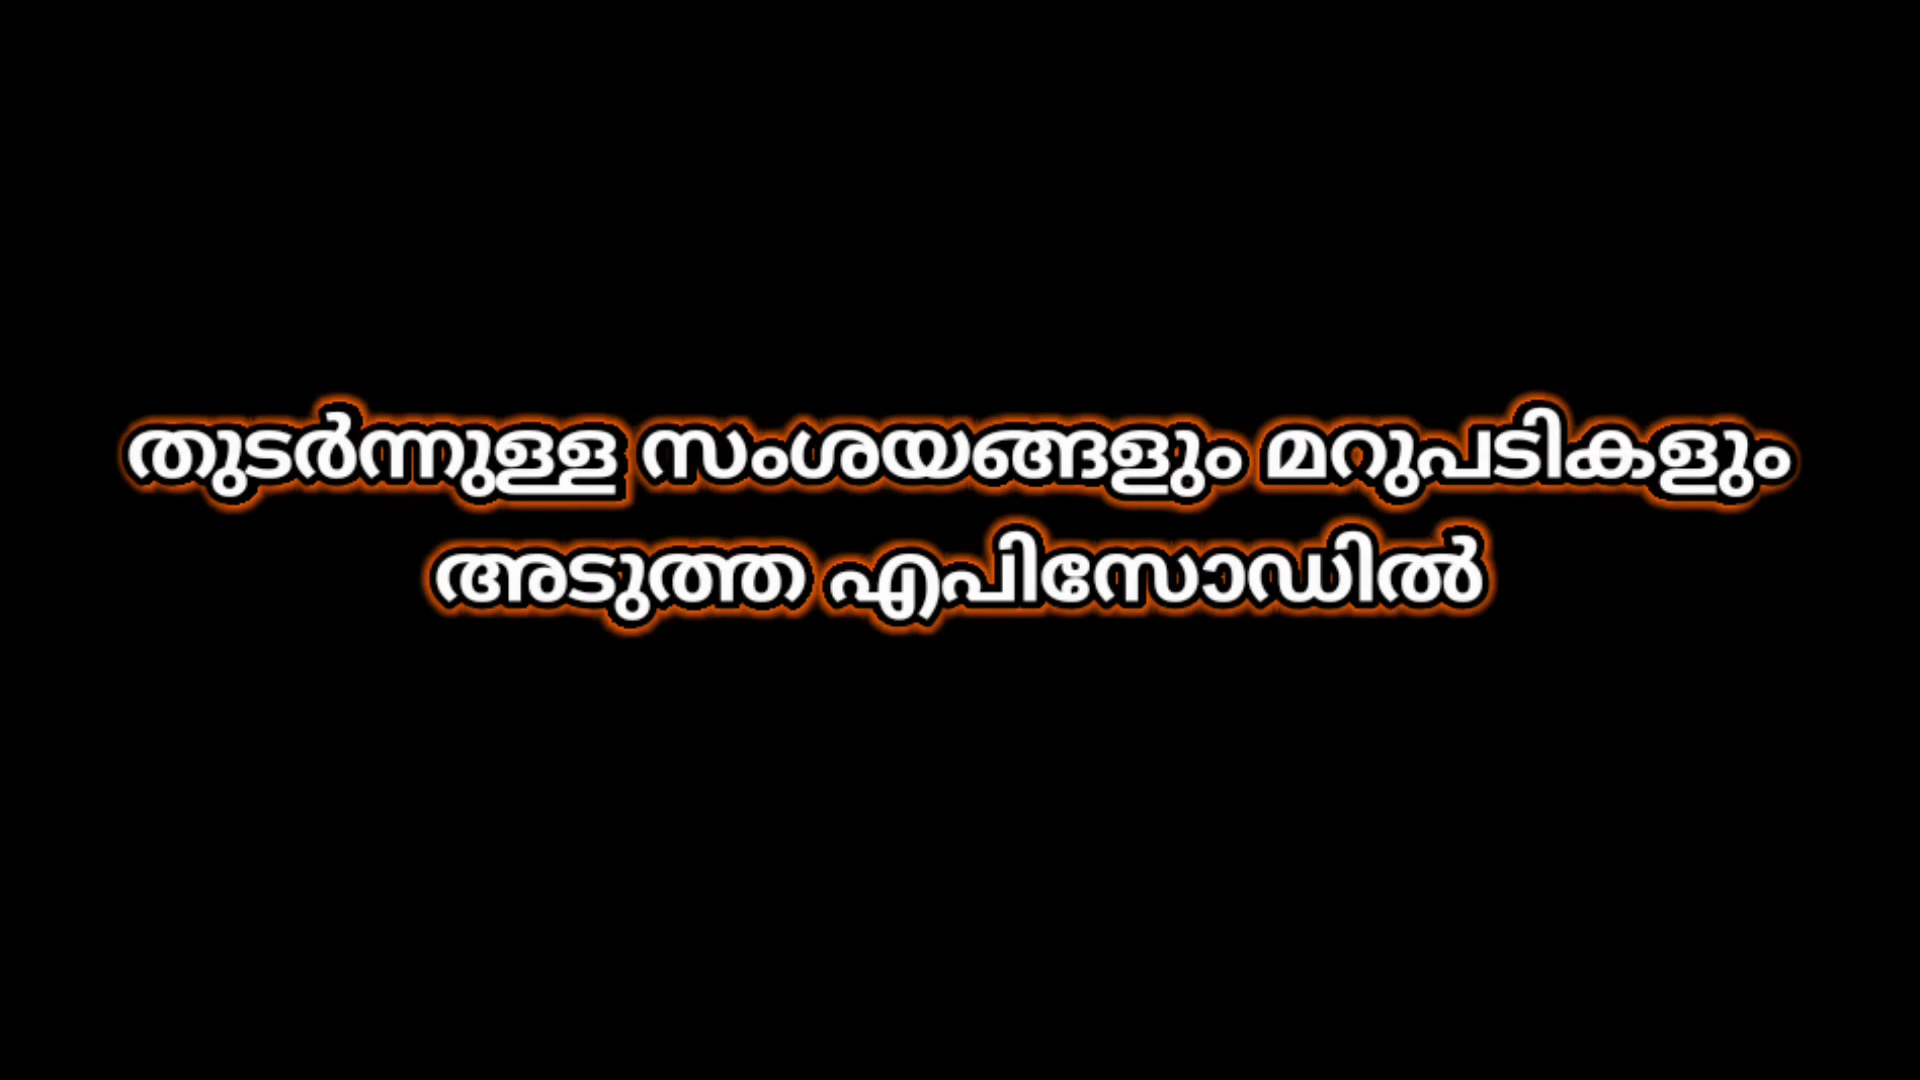 തുടർന്നുള്ള സംശയങ്ങളും മറുപടികളും
അടുത്ത എപിസോഡിൽ